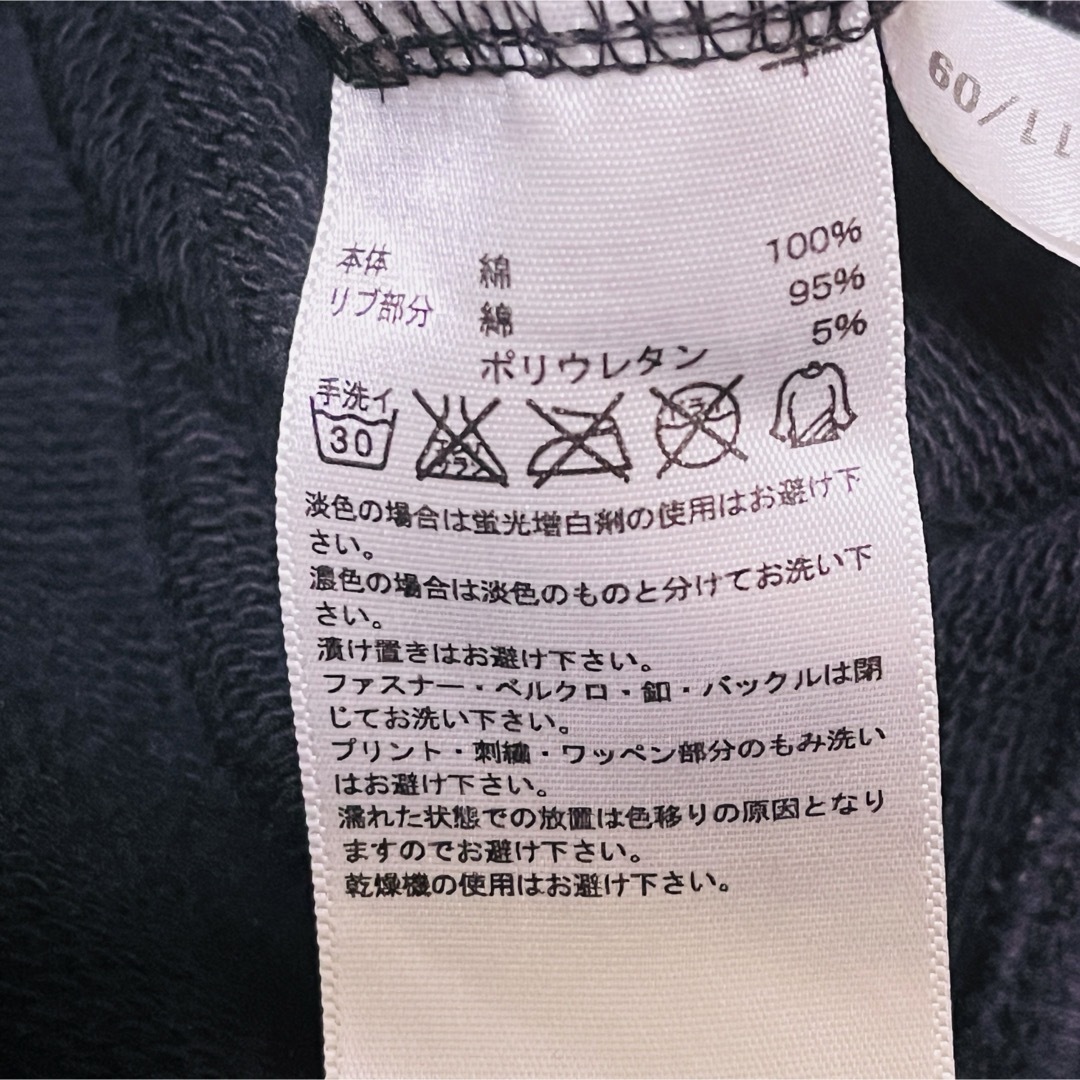 60/LL
本体 綿 100%
リブ部分 綿 95%
ポリウレタン 5%
手洗イ
30
淡色の場合は蛍光増白剤の使用はお避け下
さい。
濃色の場合は淡色のものと分けてお洗い下
さい。
漬け置きはお避け下さい。
ファスナー・ベルクロ・釦・バックルは閉
じてお洗い下さい。
プリント・刺繍・ワッペン部分のもみ洗い
はお避け下さい。
濡れた状態での放置は色移りの原因となり
ますのでお避け下さい。
乾燥機の使用はお避け下さい。